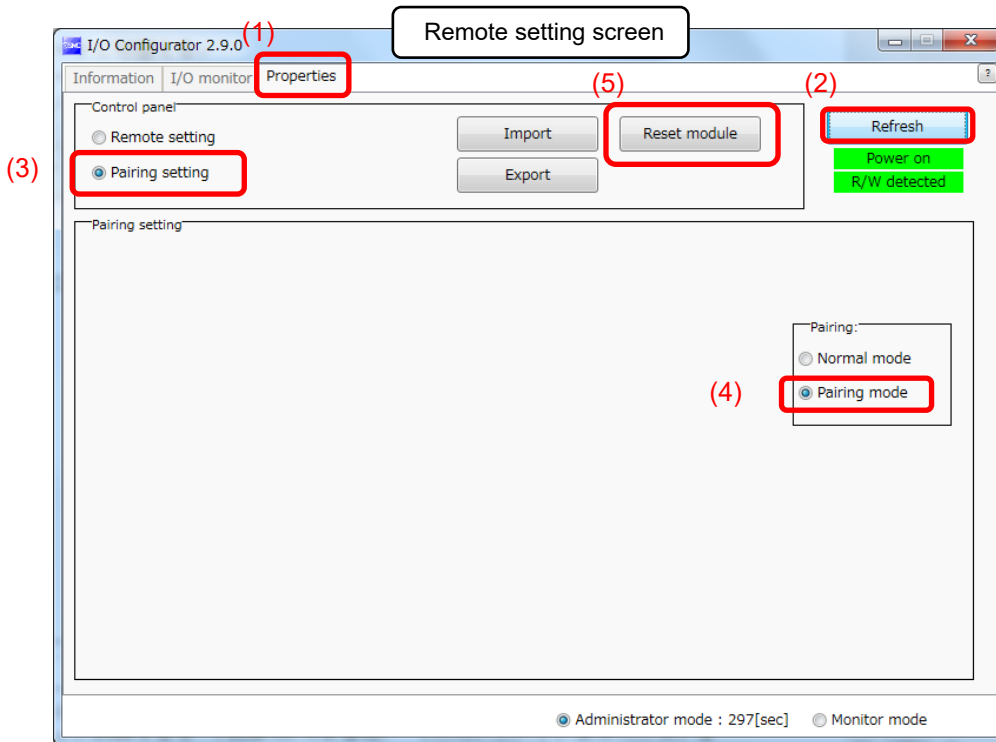 (1)
Remote setting screen
I/O Configurator 2.9.0
Information
I/O monitor
Properties
?
(5)
(2)
Control panel
Remote setting
Import
Reset module
Refresh
(3)
Pairing setting
Export
Power on
R/W detected
Pairing setting
Pairing:
Normal mode
(4)
Pairing mode
Administrator mode : 297[sec]
Monitor mode